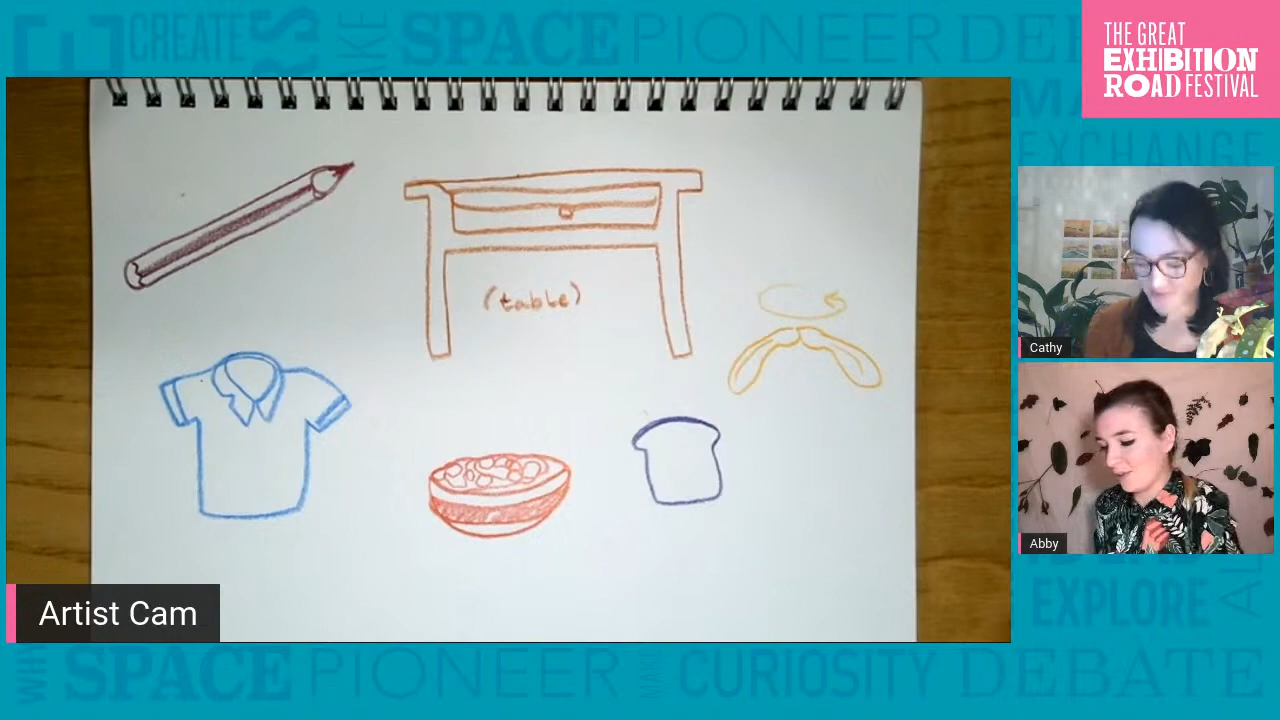 CREATE
SPACE PIONEER
THE GREAT
EXHIBITION
ROAD FESTIVAL
EXCHANGE
(table)
Cathy
Abby
Artist Cam
EXPLORE
SPACE PIONEER
MAKE
CURIOSITY DEBATE